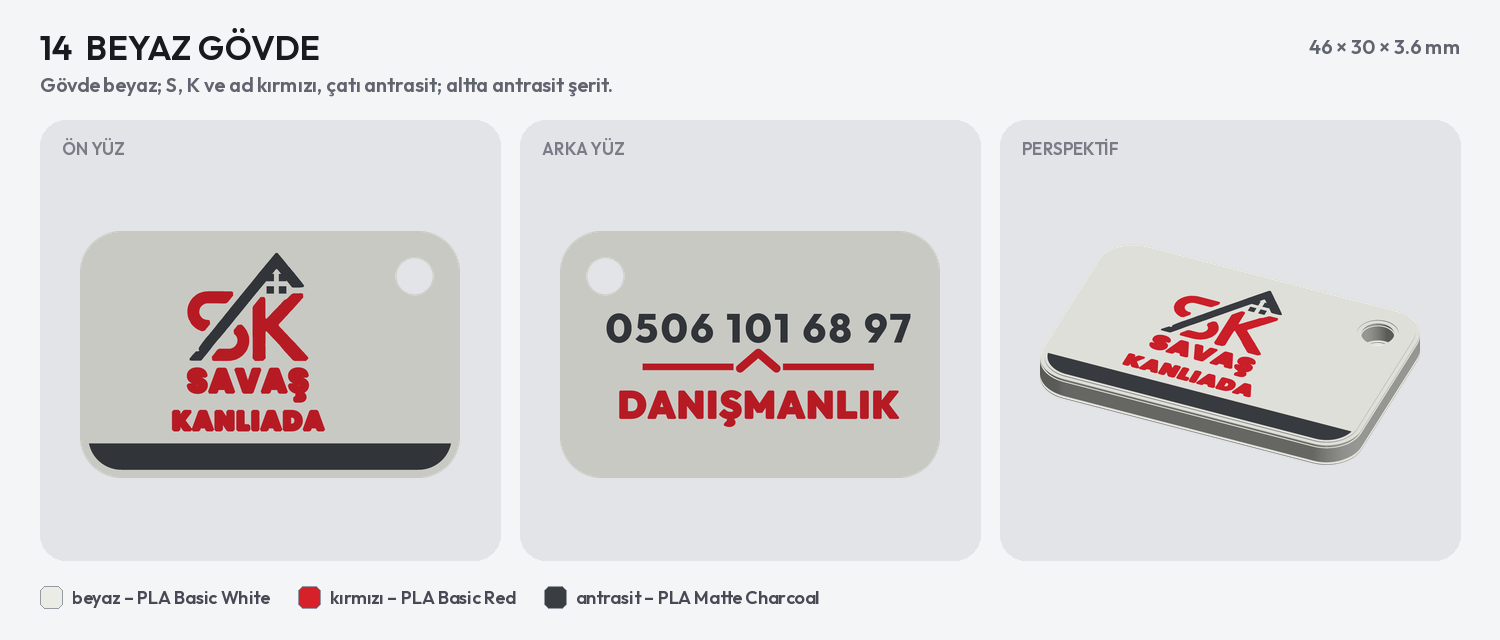 14 BEYAZ GÖVDE
46 × 30 × 3.6 mm
Gövde beyaz; S, K ve ad kırmızı, çatı antrasit; altta antrasit şerit.
ÖN YÜZ
SK
SAVAŞ
KANLIADA
ARKA YÜZ
0506 101 68 97
DANIŞMANLIK
PERSPEKTİF
SK
SAVAŞ
KANLIADA
beyaz – PLA Basic White
kırmızı – PLA Basic Red
antrasit – PLA Matte Charcoal